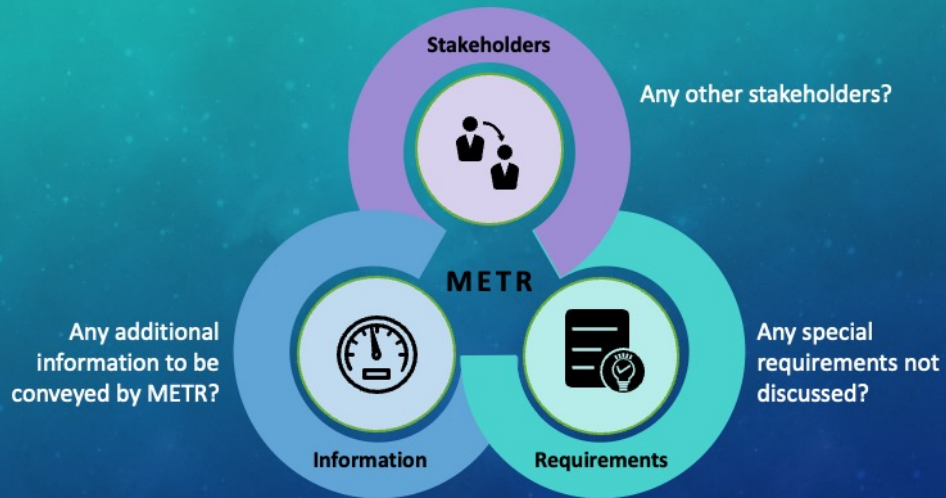 Stakeholders
Any other stakeholders?
METR
Any additional
information to be
conveyed by METR?
Any special
requirements not
discussed?
Information
Requirements